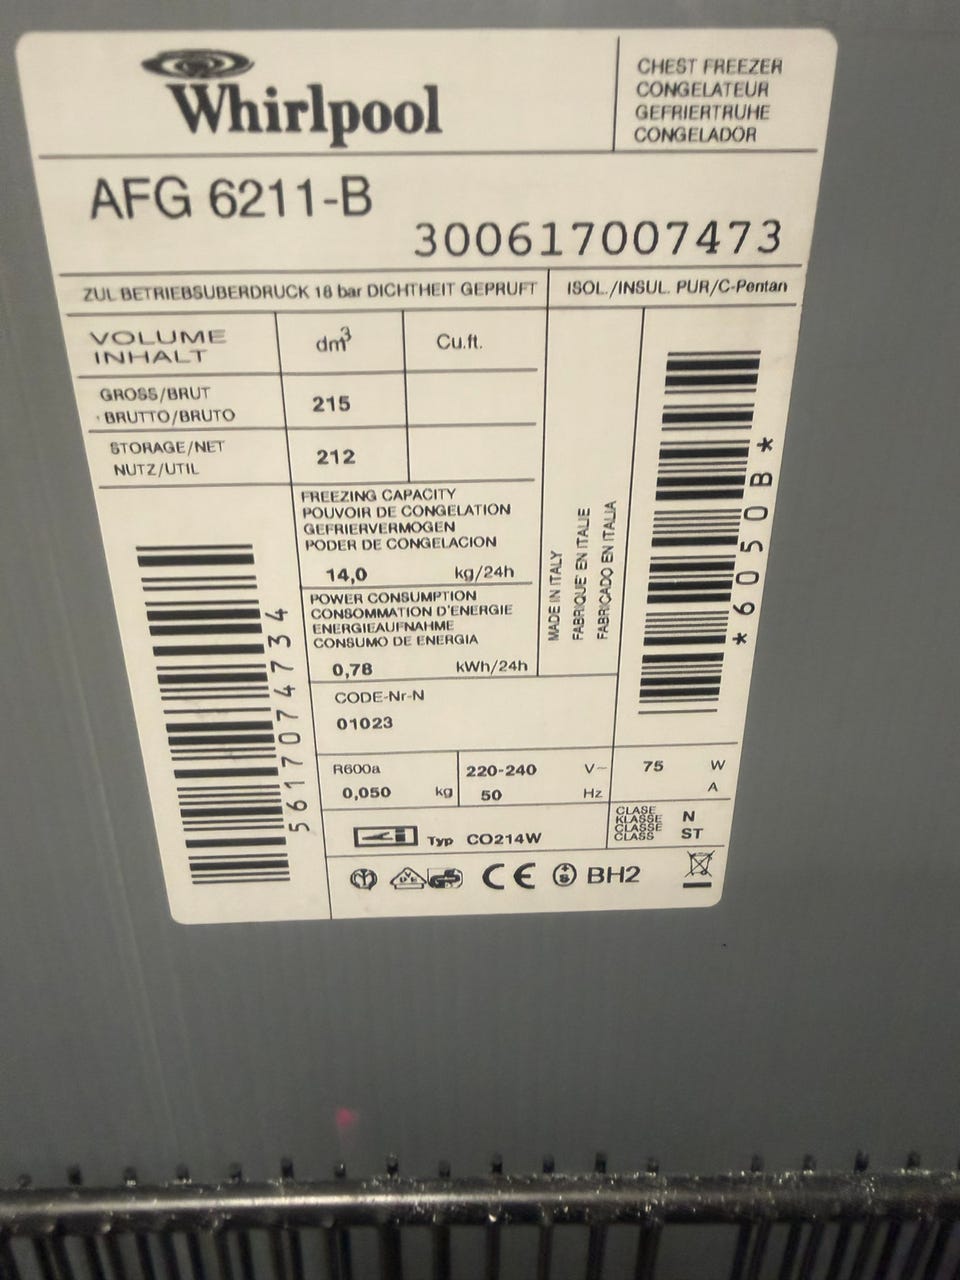 Whirlpool
CHEST FREEZER
CONGELATEUR
GEFRIERTRUHE
CONGELADOR
AFG 6211-B
300617007473
ZUL BETRIEBSUBERDRUCK 18 bar DICHTHEIT GEPRUFT
ISOL./INSUL. PUR/C-Pentan
VOLUME
INHALT
dm3
Cu.ft.
GROSS/BRUT
BRUTTO/BRUTO
215
STORAGE/NET
NUTZ/UTIL
212
FREEZING CAPACITY
POUVOIR DE CONGELATION
GEFRIERVERMOGEN
PODER DE CONGELACION
14,0 kg/24h
POWER CONSUMPTION
CONSOMMATION D'ENERGIE
ENERGIEAUFNAHME
CONSUMO DE ENERGIA
0,78 kWh/24h
MADE IN ITALY
FABRIQUE' EN ITALIE
FABRICADO EN ITALIA
*6050B*
561707074734
CODE-Nr-N
01023
R600a
0,050 kg
220-240 V~
50 Hz
75 W
A
Typ CO214W
CLASE
KLASSE
CLASSE
CLASS
N
ST
VDE GS CE S BH2